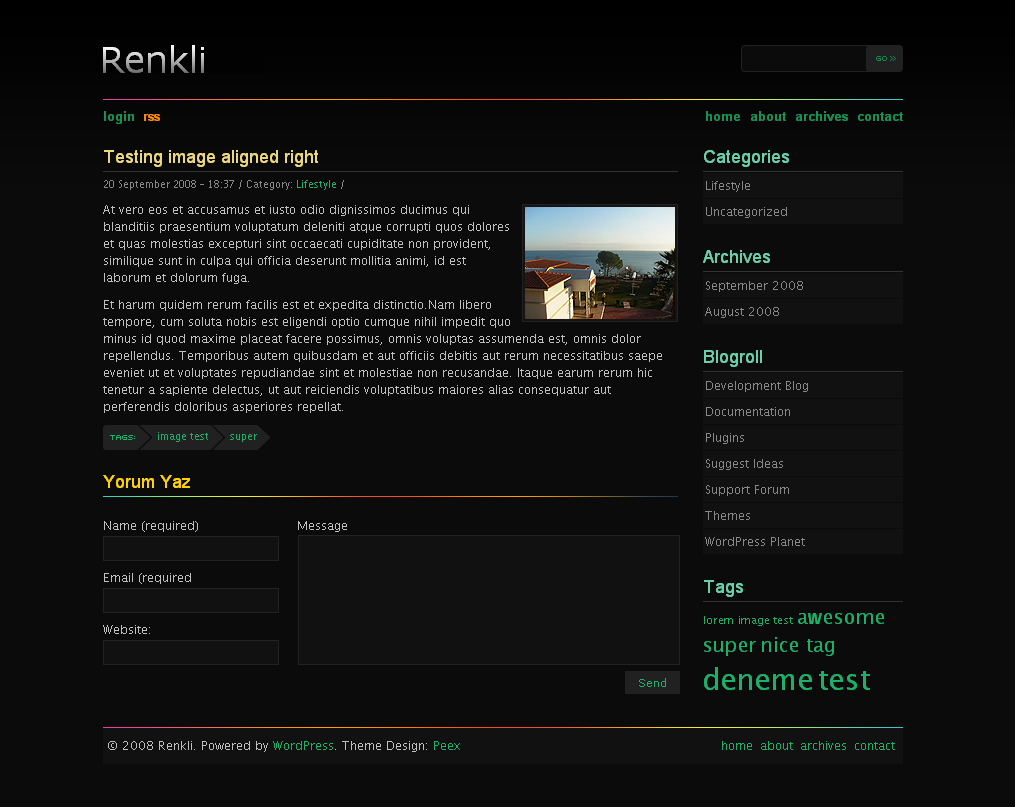 Renkli
GO »
login rss
home about archives contact
Testing image aligned right
20 September 2008 – 18:37 / Category: Lifestyle /
At vero eos et accusamus et iusto odio dignissimos ducimus qui
blanditiis praesentium voluptatum deleniti atque corrupti quos dolores
et quas molestias excepturi sint occaecati cupiditate non provident,
similique sunt in culpa qui officia deserunt mollitia animi, id est
laborum et dolorum fuga.
Et harum quidem rerum facilis est et expedita distinctio.Nam libero
tempore, cum soluta nobis est eligendi optio cumque nihil impedit quo
minus id quod maxime placeat facere possimus, omnis voluptas assumenda est, omnis dolor
repellendus. Temporibus autem quibusdam et aut officiis debitis aut rerum necessitatibus saepe
eveniet ut et voluptates repudiandae sint et molestiae non recusandae. Itaque earum rerum hic
tenetur a sapiente delectus, ut aut reiciendis voluptatibus maiores alias consequatur aut
perferendis doloribus asperiores repellat.
TAGS: image test super
Yorum Yaz
Name (required)
Email (required
Website:
Message
Send
Categories
Lifestyle
Uncategorized
Archives
September 2008
August 2008
Blogroll
Development Blog
Documentation
Plugins
Suggest Ideas
Support Forum
Themes
WordPress Planet
Tags
lorem image test awesome
super nice tag
deneme test
© 2008 Renkli. Powered by WordPress. Theme Design: Peex
home about archives contact